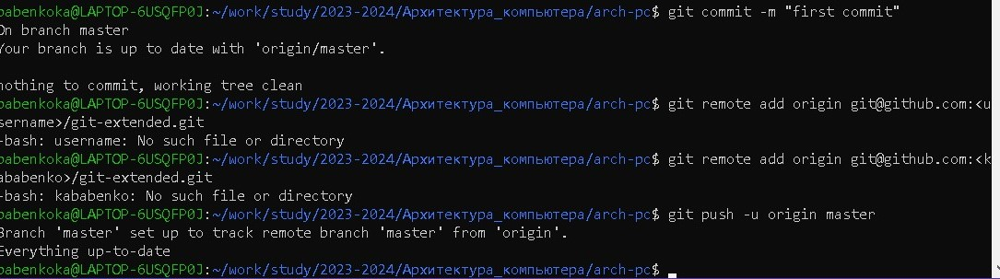 babenkoka@LAPTOP-6USQFP0J:~/work/study/2023-2024/Архитектура_компьютера/arch-pc$ git commit -m "first commit"
On branch master
Your branch is up to date with 'origin/master'.
nothing to commit, working tree clean
babenkoka@LAPTOP-6USQFP0J:~/work/study/2023-2024/Архитектура_компьютера/arch-pc$ git remote add origin git@github.com:<u
sername>/git-extended.git
-bash: username: No such file or directory
babenkoka@LAPTOP-6USQFP0J:~/work/study/2023-2024/Архитектура_компьютера/arch-pc$ git remote add origin git@github.com:<k
ababenko>/git-extended.git
-bash: kababenko: No such file or directory
babenkoka@LAPTOP-6USQFP0J:~/work/study/2023-2024/Архитектура_компьютера/arch-pc$ git push -u origin master
Branch 'master' set up to track remote branch 'master' from 'origin'.
Everything up-to-date
babenkoka@LAPTOP-6USQFP0J:~/work/study/2023-2024/Архитектура_компьютера/arch-pc$